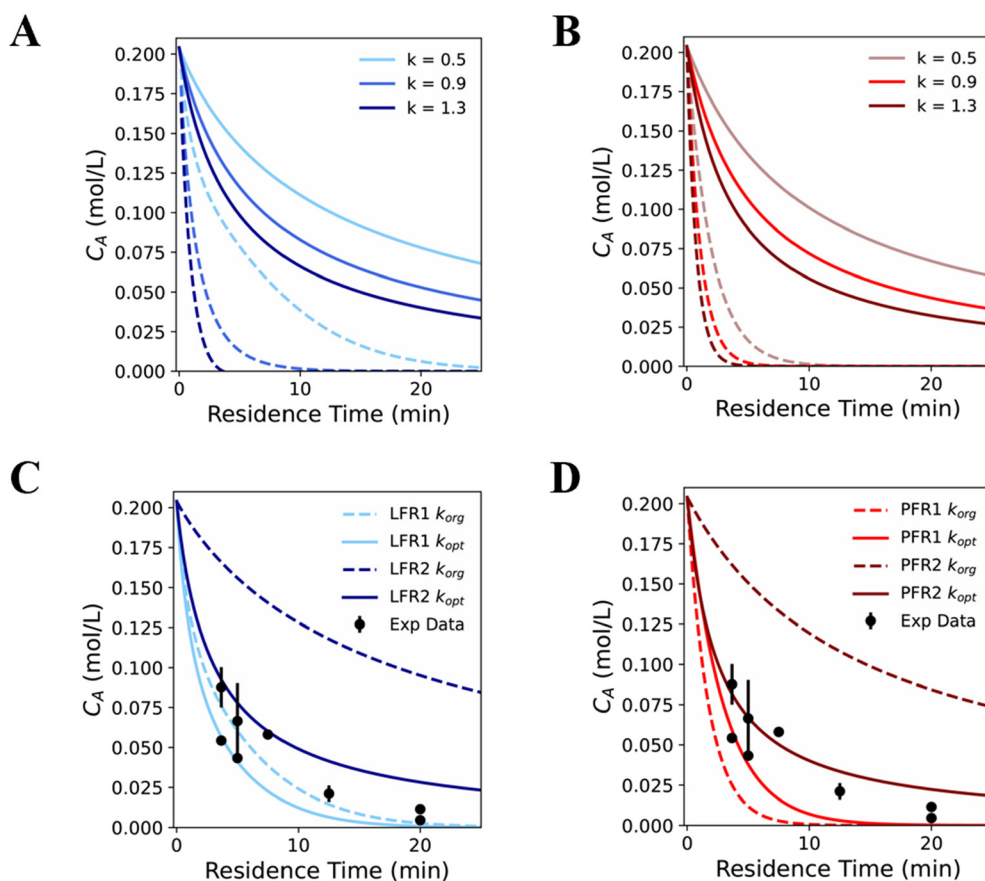 A
0.200
0.175
0.150
0.125
0.100
0.075
0.050
0.025
0.000
C_A (mol/L)
k = 0.5
k = 0.9
k = 1.3
0
10
20
Residence Time (min)
B
0.200
0.175
0.150
0.125
0.100
0.075
0.050
0.025
0.000
C_A (mol/L)
k = 0.5
k = 0.9
k = 1.3
0
10
20
Residence Time (min)
C
0.200
0.175
0.150
0.125
0.100
0.075
0.050
0.025
0.000
C_A (mol/L)
LFR1 k_org
LFR1 k_opt
LFR2 k_org
LFR2 k_opt
Exp Data
0
10
20
Residence Time (min)
D
0.200
0.175
0.150
0.125
0.100
0.075
0.050
0.025
0.000
C_A (mol/L)
PFR1 k_org
PFR1 k_opt
PFR2 k_org
PFR2 k_opt
Exp Data
0
10
20
Residence Time (min)